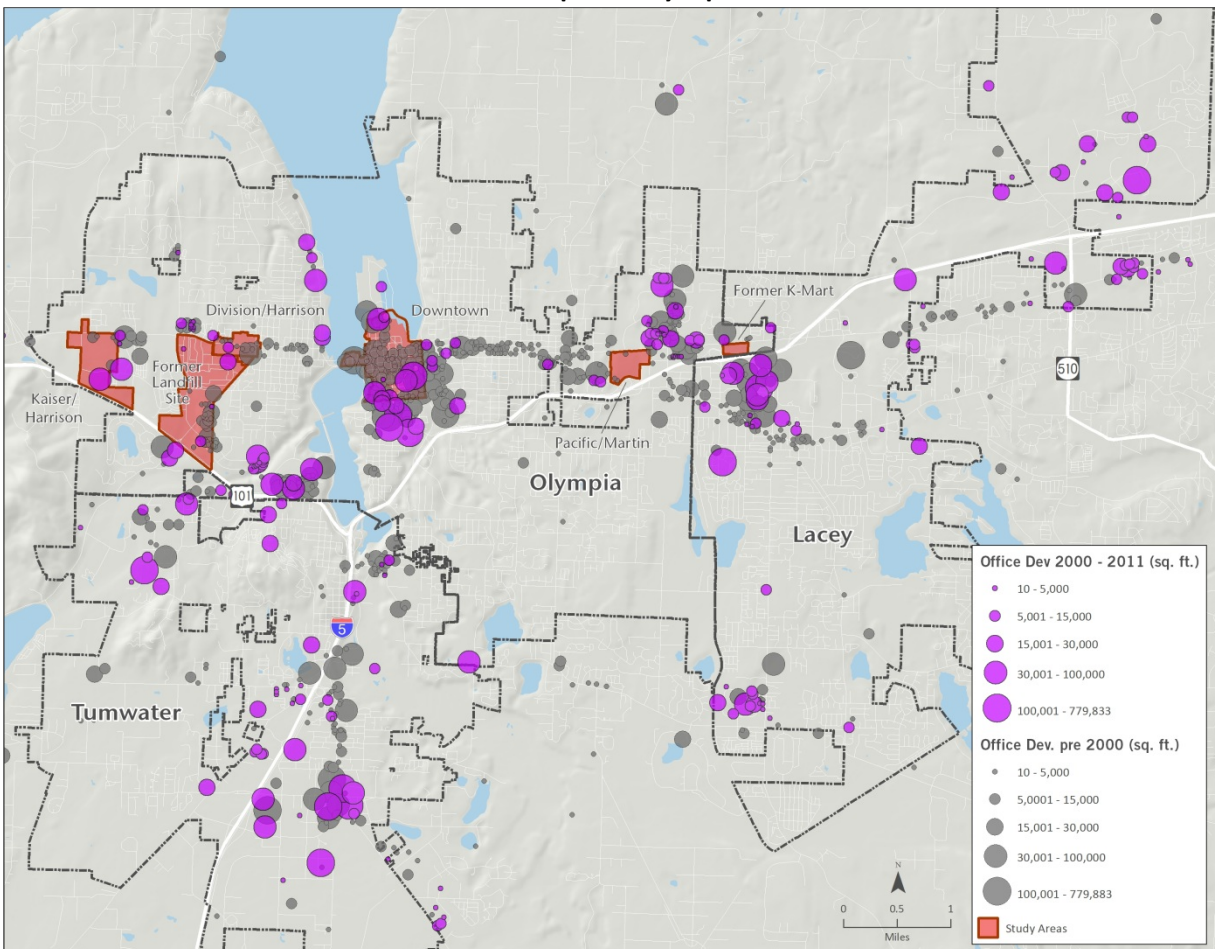 Division/Harrison
Downtown
Former K-Mart
Former
Landfill
Site
Kaiser/
Harrison
510
Pacific/Martin
Olympia
101
Lacey
5
Tumwater
Office Dev 2000 - 2011 (sq. ft.)
10 - 5,000
5,001 - 15,000
15,001 - 30,000
30,001 - 100,000
100,001 - 779,833
Office Dev. pre 2000 (sq. ft.)
10 - 5,000
5,0001 - 15,000
15,001 - 30,000
30,001 - 100,000
100,001 - 779,883
Study Areas
N
0 0.5 1
Miles